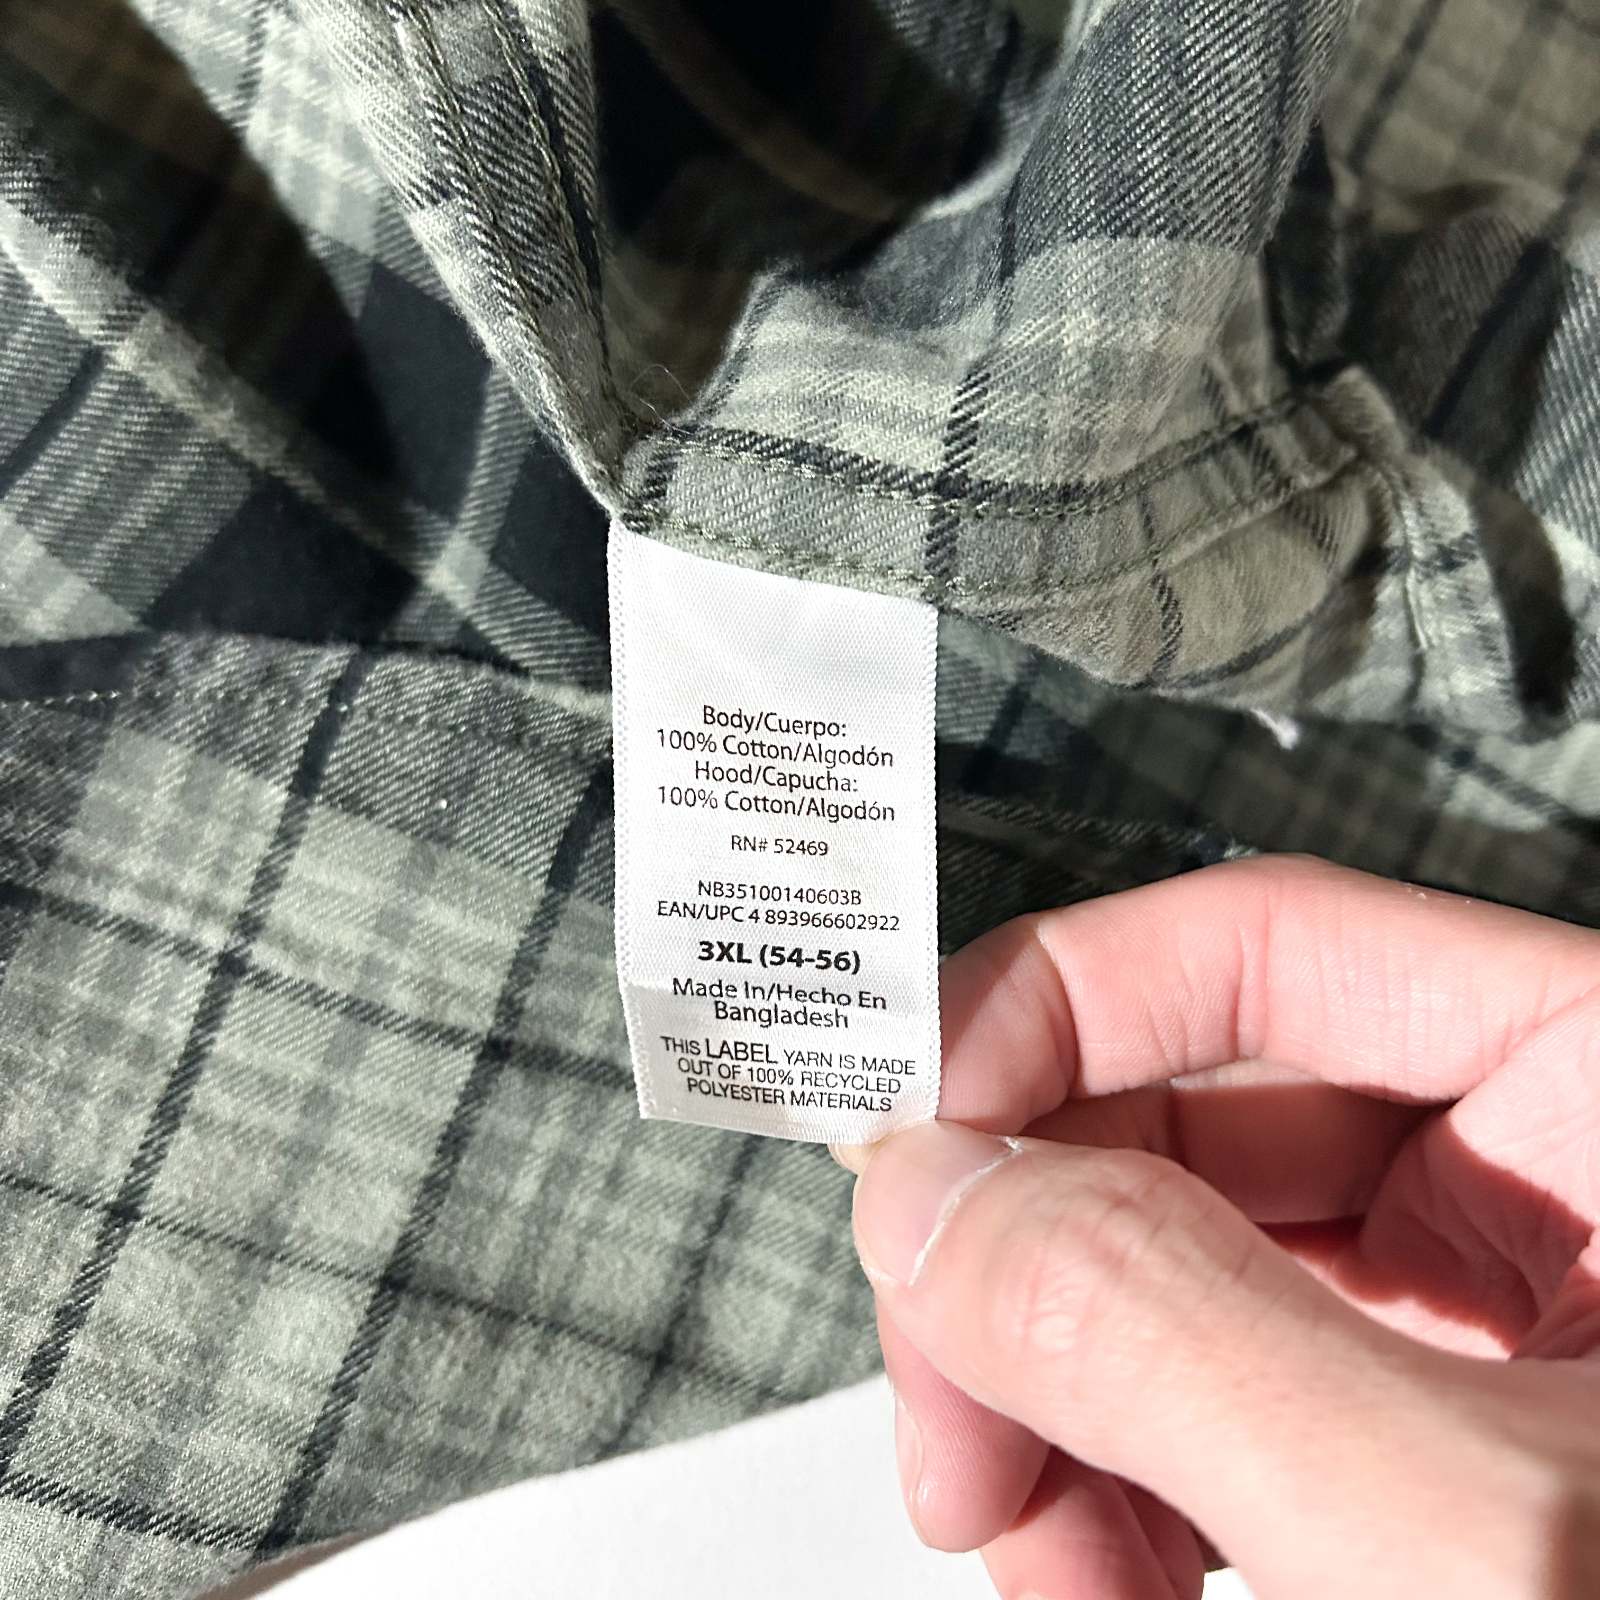 Body/Cuerpo:
100% Cotton/Algodón
Hood/Capucha:
100% Cotton/Algodón
RN# 52469
NB35100140603B
EAN/UPC 4 893966602922
3XL (54-56)
Made In/Hecho En
Bangladesh
THIS LABEL YARN IS MADE
OUT OF 100% RECYCLED
POLYESTER MATERIALS